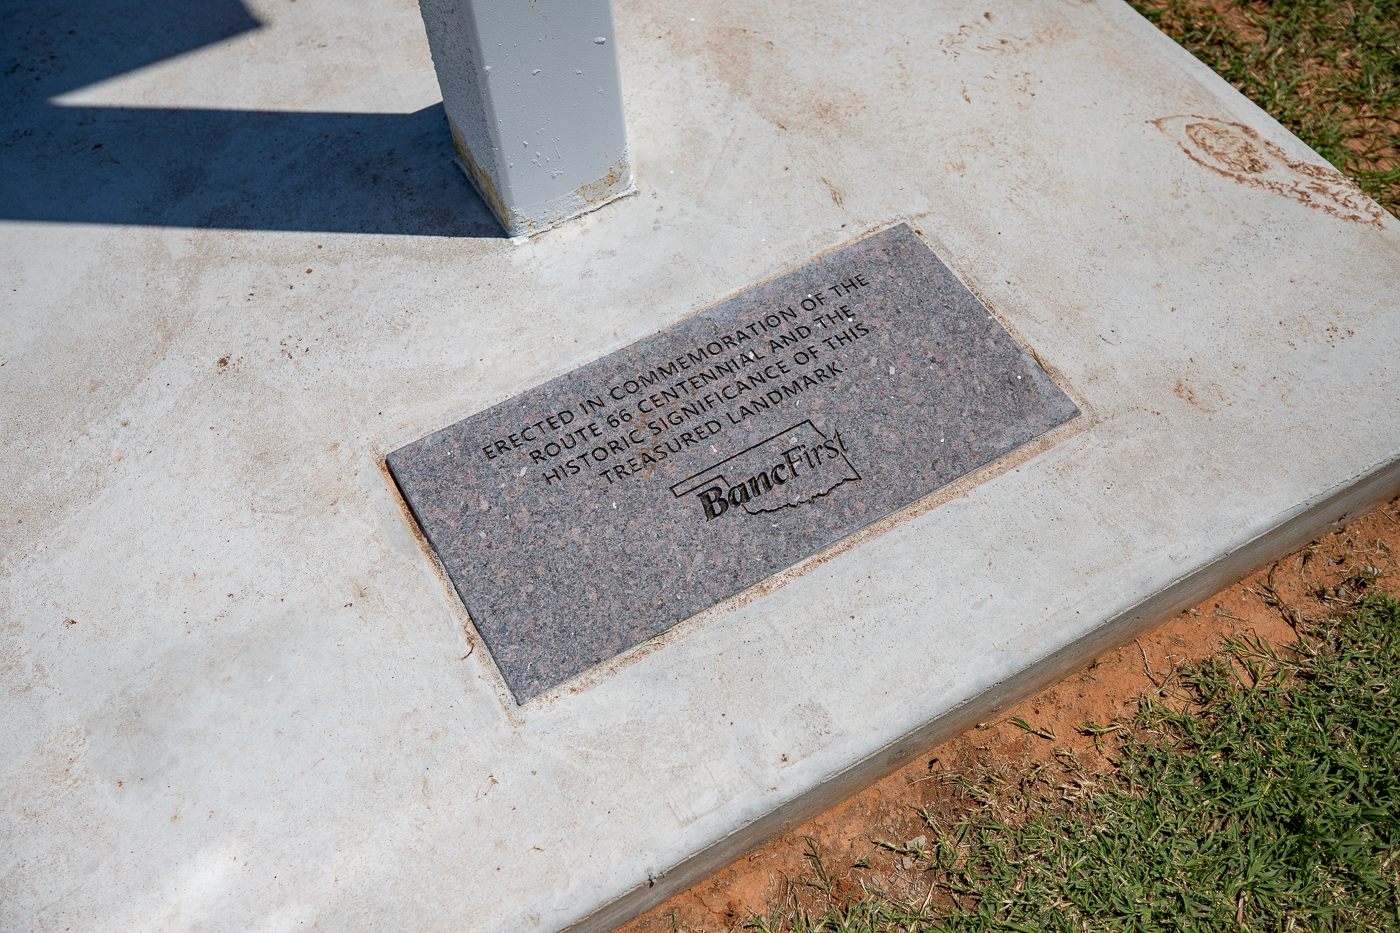 ERECTED IN COMMEMORATION OF THE
ROUTE 66 CENTENNIAL AND THE
HISTORIC SIGNIFICANCE OF THIS
TREASURED LANDMARK.
BancFirst